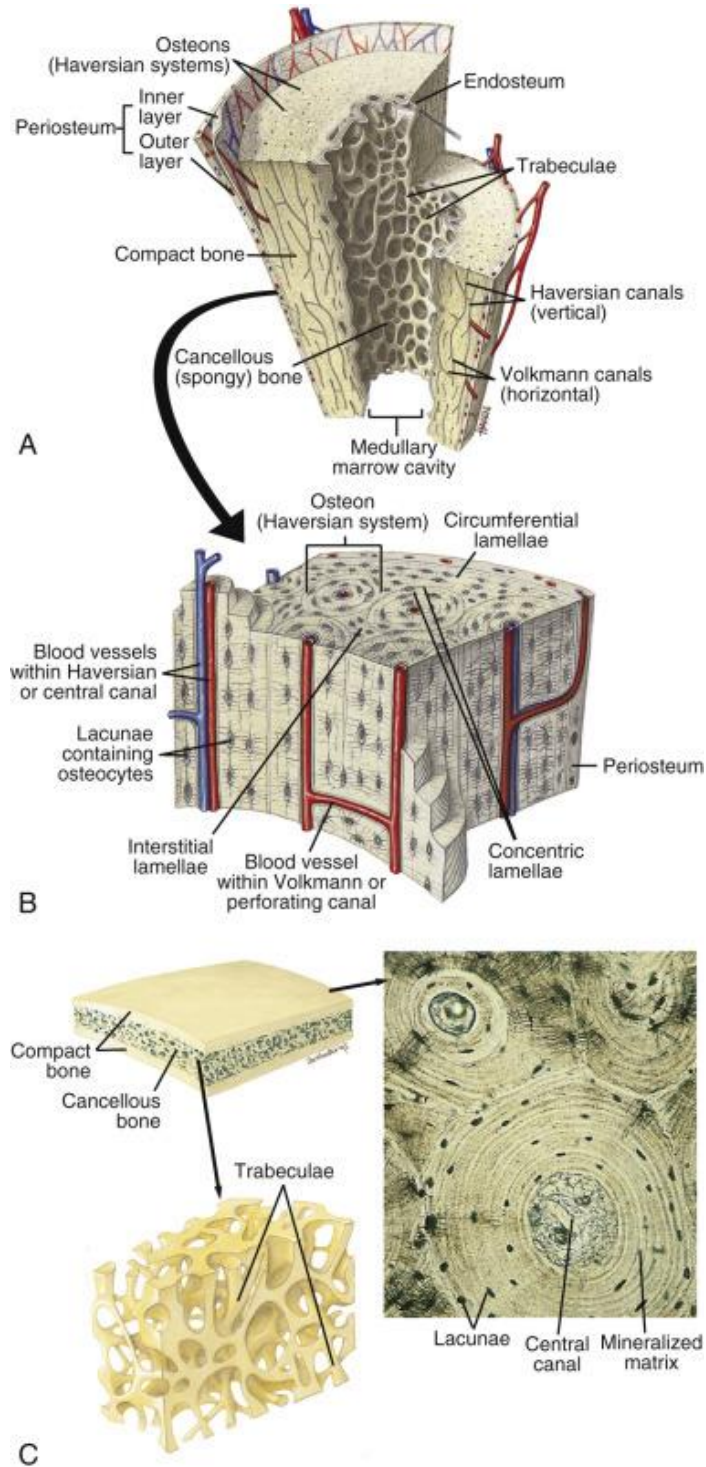 Osteons
(Haversian systems)
Endosteum
Inner
layer
Periosteum
Outer
layer
Trabeculae
Compact bone
Haversian canals
(vertical)
Cancellous
(spongy) bone
Volkmann canals
(horizontal)
A
Medullary
marrow cavity
Osteon
(Haversian system)
Circumferential
lamellae
Blood vessels
within Haversian
or central canal
Lacunae
containing
osteocytes
Periosteum
Interstitial
lamellae
Blood vessel
within Volkmann or
perforating canal
Concentric
lamellae
B
Compact
bone
Cancellous
bone
Trabeculae
Lacunae
Central
canal
Mineralized
matrix
C